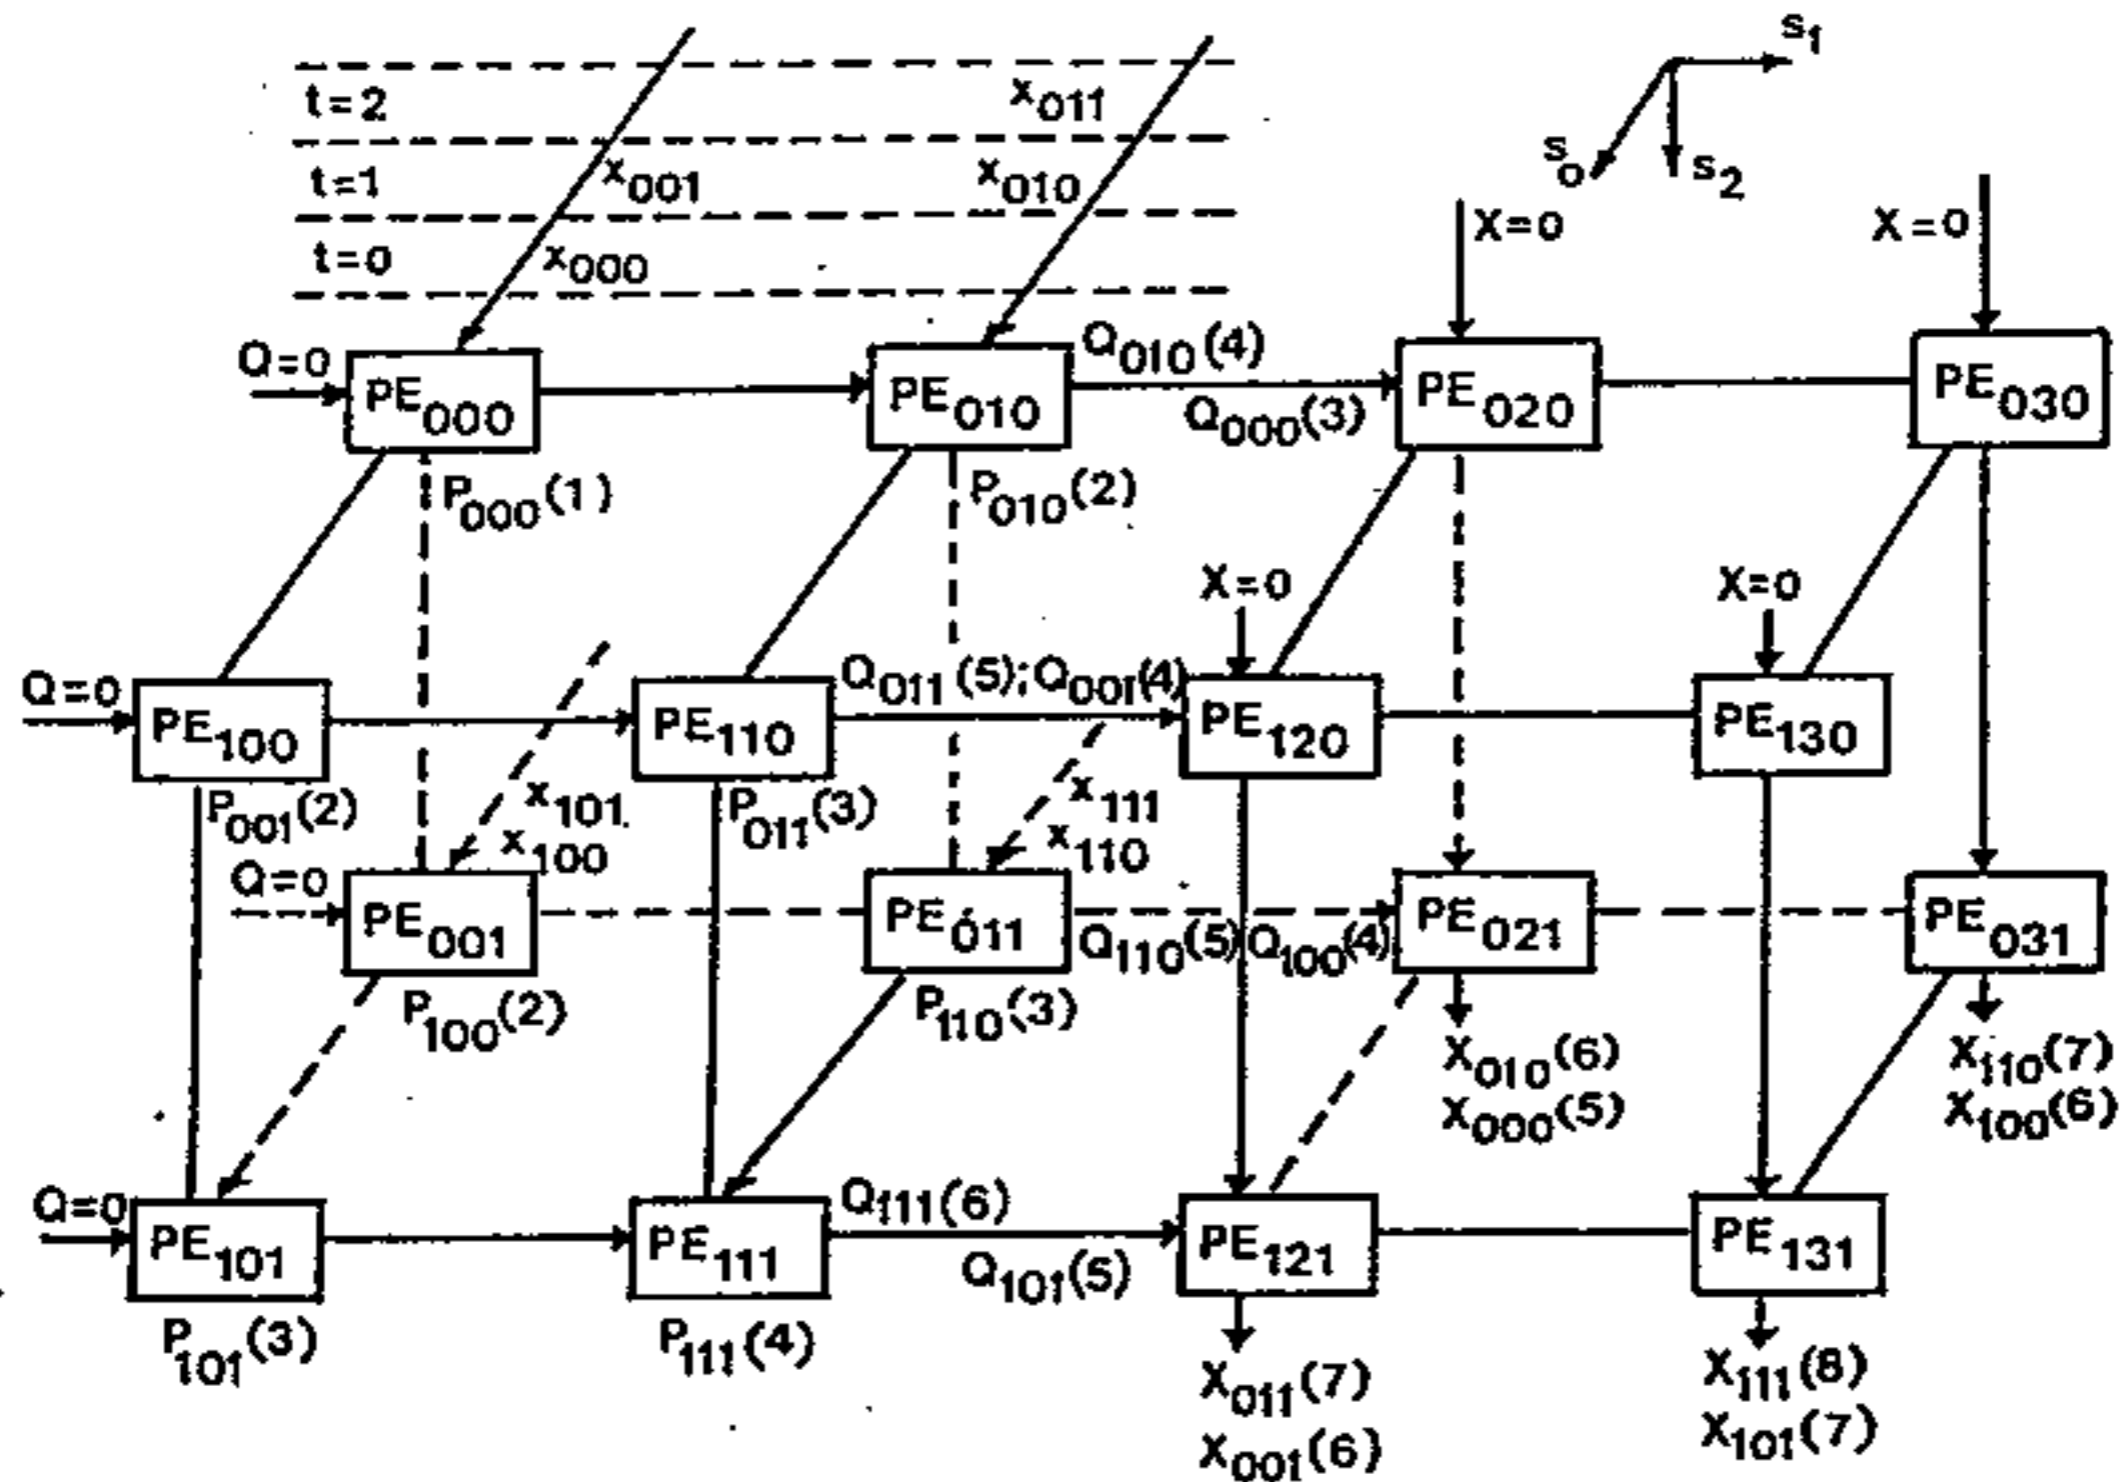 s₁
t=2
x₀₁₁
t=1
x₀₀₁
x₀₁₀
s₀
s₂
t=0
x₀₀₀
X=0
X=0
Q=0
PE₀₀₀
PE₀₁₀
Q₀₁₀(4)
Q₀₀₀(3)
PE₀₂₀
PE₀₃₀
P₀₀₀(1)
P₀₁₀(2)
X=0
X=0
Q=0
PE₁₀₀
PE₁₁₀
Q₀₁₁(5);Q₀₀₁(4)
PE₁₂₀
PE₁₃₀
P₀₀₁(2)
x₁₀₁
x₁₀₀
P₀₁₁(3)
x₁₁₁
x₁₁₀
Q=0
PE₀₀₁
PE₀₁₁
Q₁₁₀(5) Q₁₀₀(4)
PE₀₂₁
PE₀₃₁
P₁₀₀(2)
P₁₁₀(3)
X₀₁₀(6)
X₀₀₀(5)
X₁₁₀(7)
X₁₀₀(6)
Q=0
PE₁₀₁
PE₁₁₁
Q₁₁₁(6)
Q₁₀₁(5)
PE₁₂₁
PE₁₃₁
P₁₀₁(3)
P₁₁₁(4)
X₀₁₁(7)
X₀₀₁(6)
X₁₁₁(8)
X₁₀₁(7)